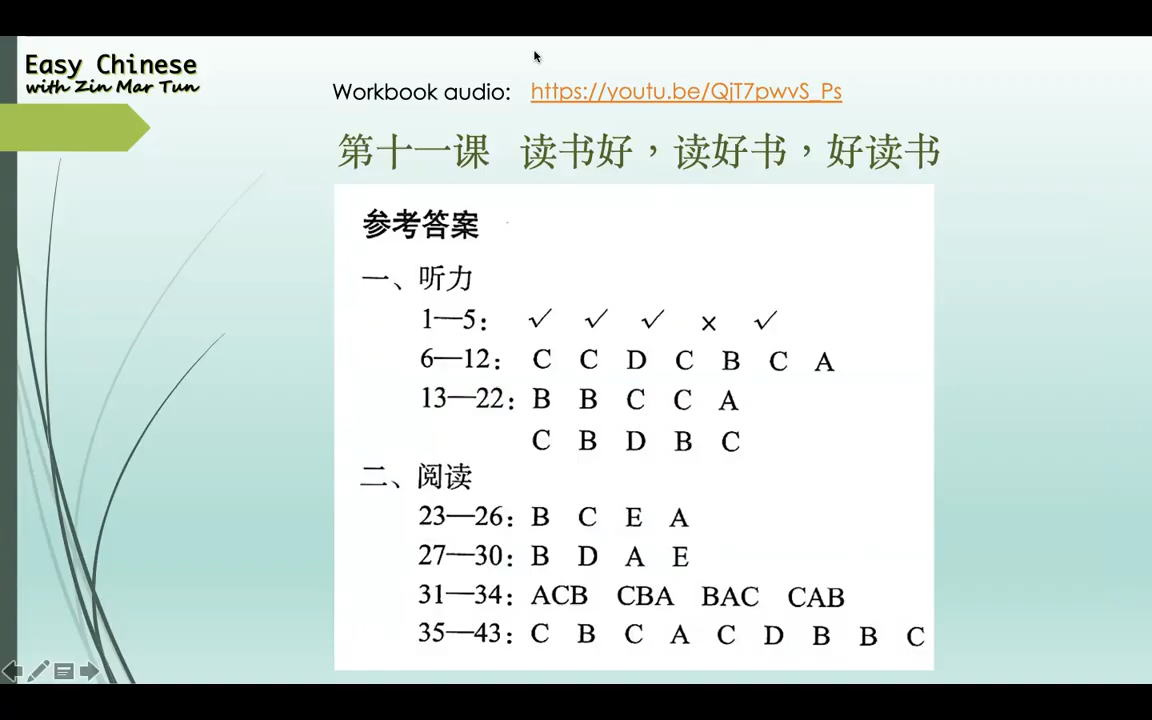 Easy Chinese
with Zin Mar Tun
Workbook audio: https://youtu.be/QjT7pwvS_Ps
第十一课 读书好，读好书，好读书
参考答案
一、听力
1—5： ✓ ✓ ✓ × ✓
6—12： C C D C B C A
13—22： B B C C A
C B D B C
二、阅读
23—26： B C E A
27—30： B D A E
31—34： ACB CBA BAC CAB
35—43： C B C A C D B B C